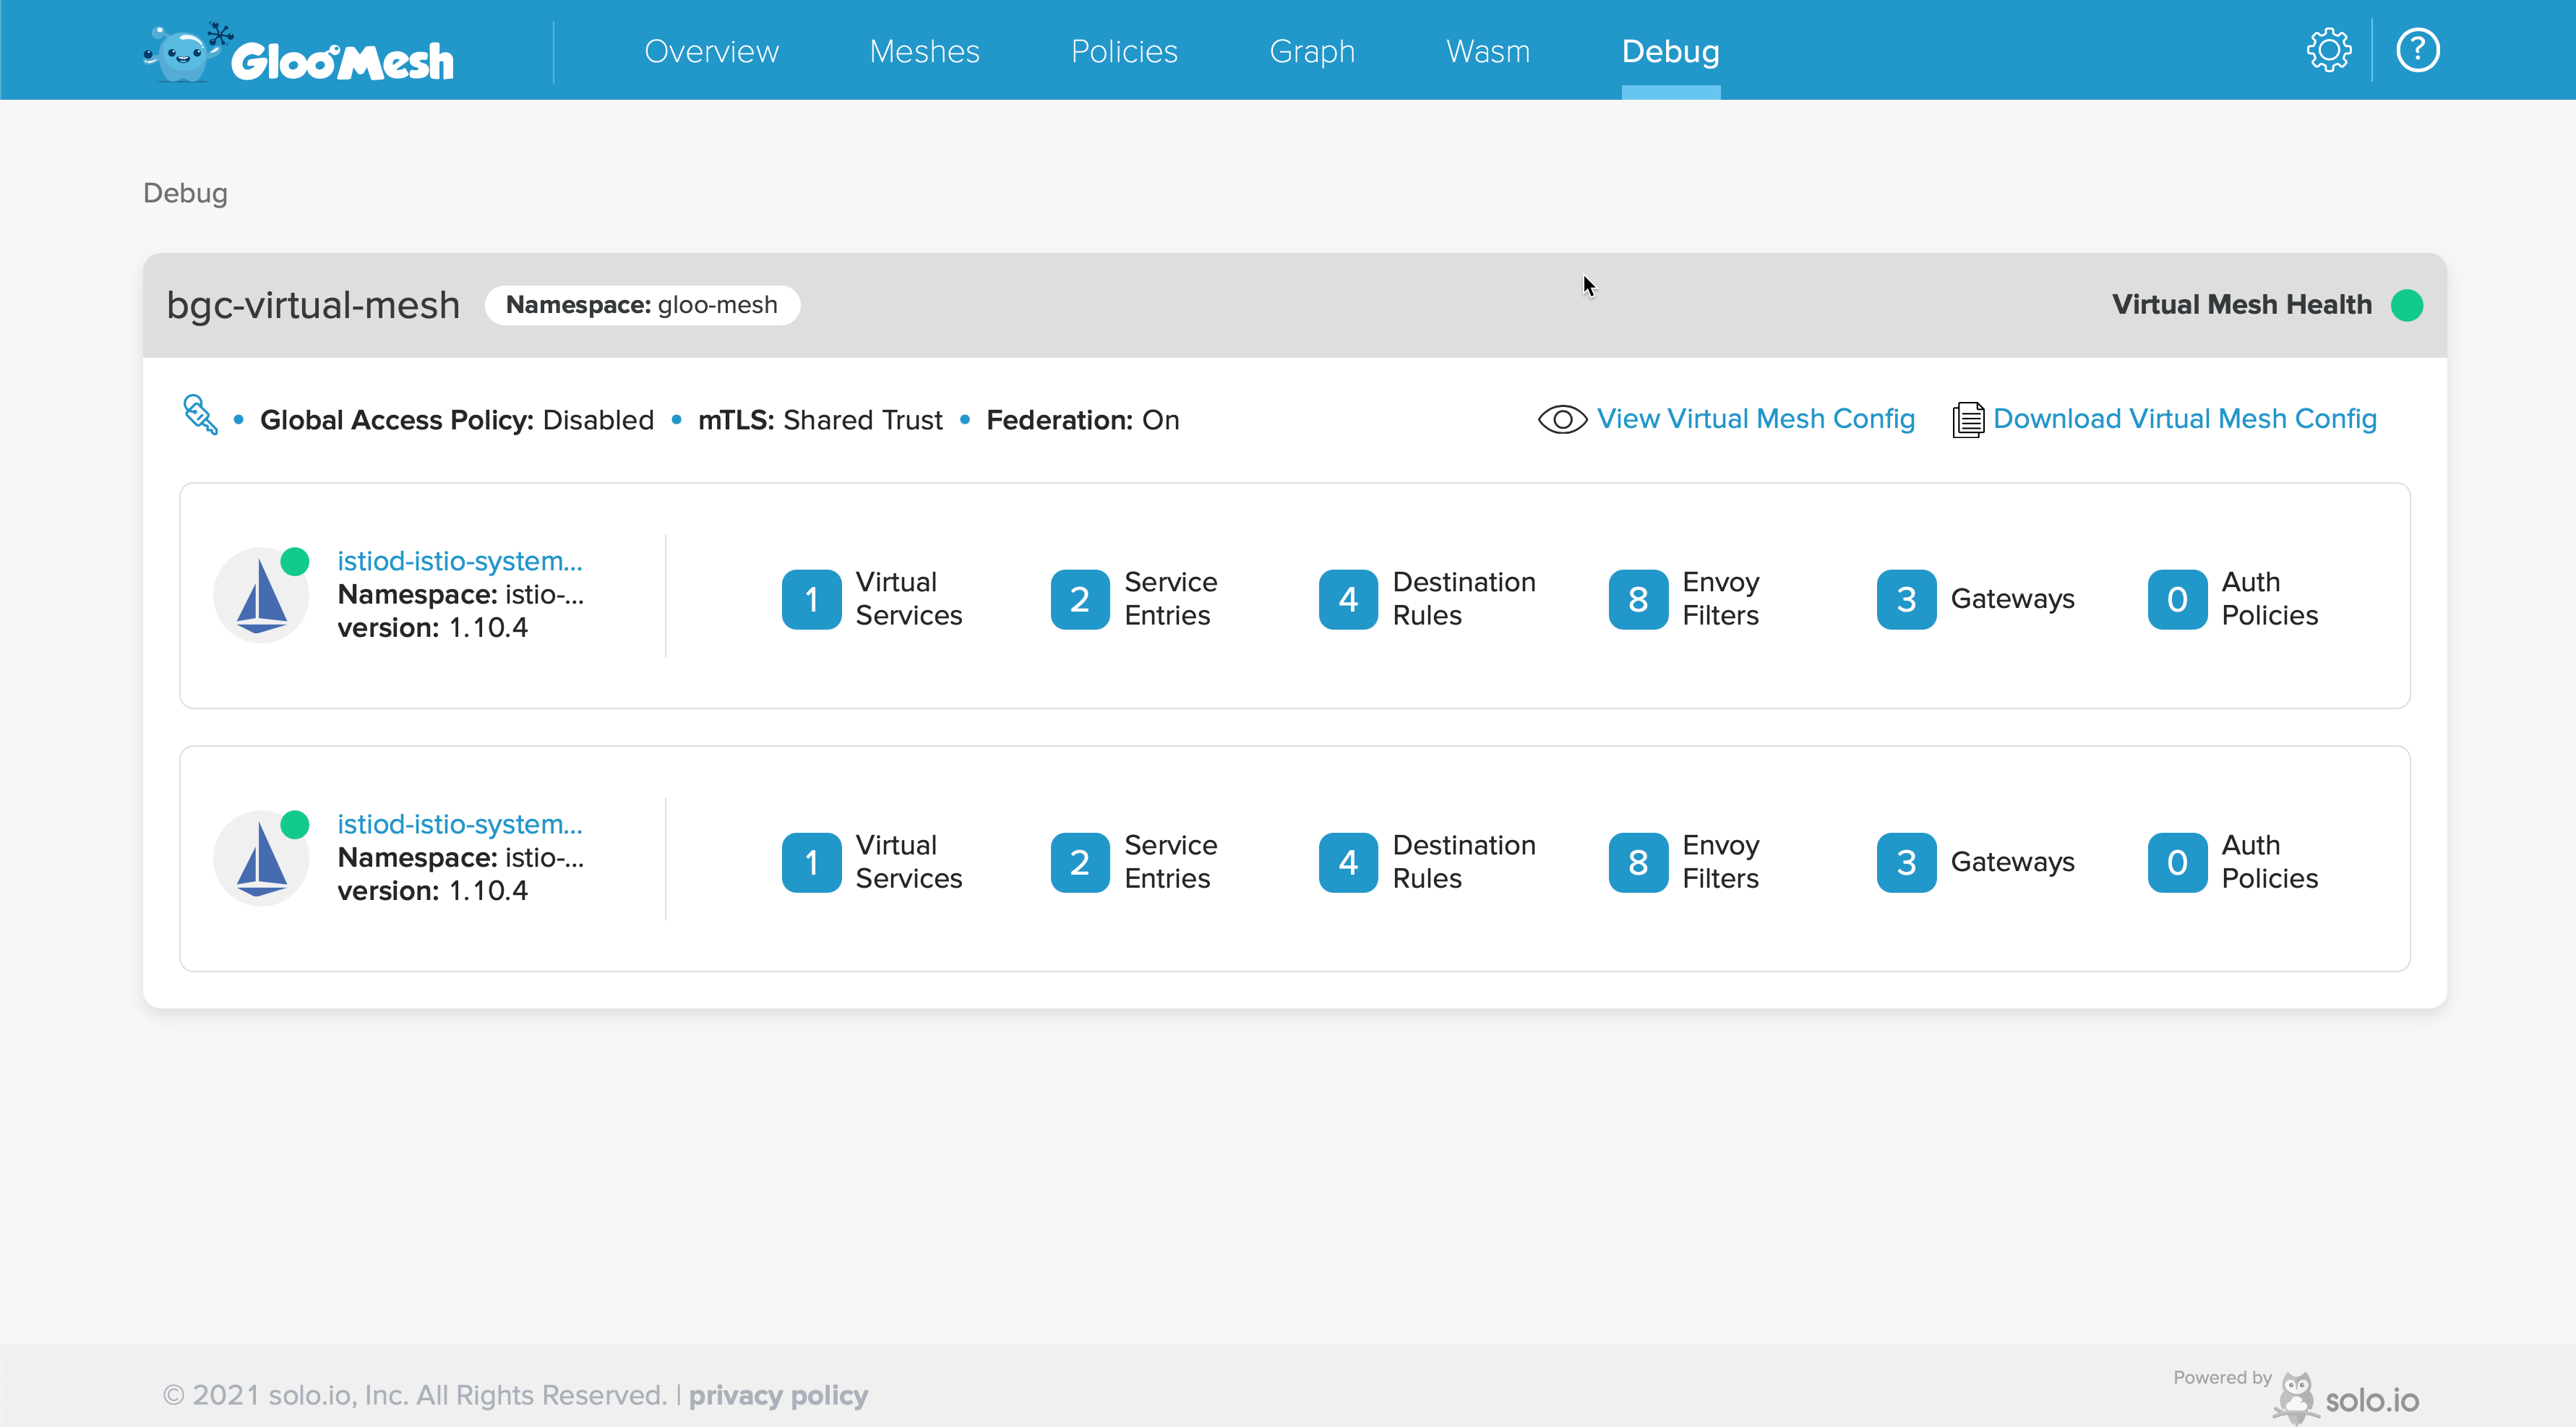 Gloo Mesh
Overview Meshes Policies Graph Wasm Debug ?
Debug
bgc-virtual-mesh Namespace: gloo-mesh Virtual Mesh Health
• Global Access Policy: Disabled • mTLS: Shared Trust • Federation: On View Virtual Mesh Config Download Virtual Mesh Config
istiod-istio-system...
Namespace: istio-...
version: 1.10.4
1 Virtual Services
2 Service Entries
4 Destination Rules
8 Envoy Filters
3 Gateways
0 Auth Policies
istiod-istio-system...
Namespace: istio-...
version: 1.10.4
1 Virtual Services
2 Service Entries
4 Destination Rules
8 Envoy Filters
3 Gateways
0 Auth Policies
© 2021 solo.io, Inc. All Rights Reserved. | privacy policy
Powered by solo.io